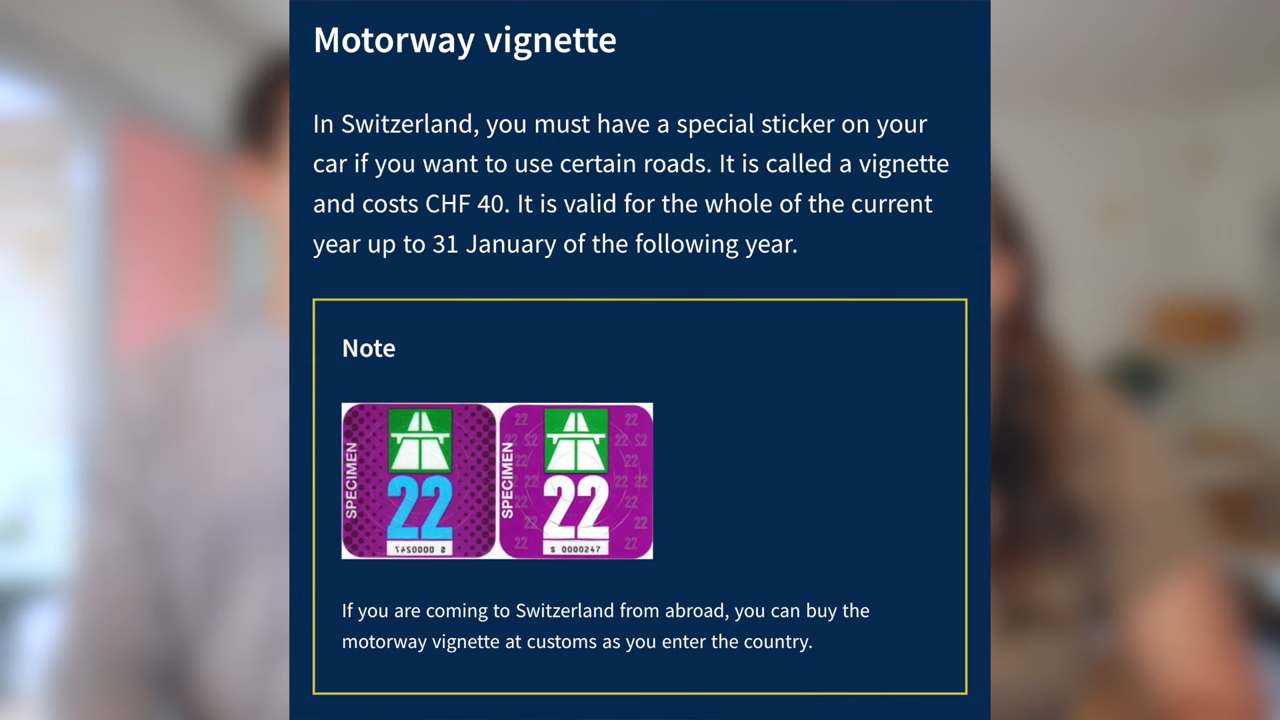 Motorway vignette
In Switzerland, you must have a special sticker on your
car if you want to use certain roads. It is called a vignette
and costs CHF 40. It is valid for the whole of the current
year up to 31 January of the following year.
Note
SPECIMEN
22
S 0000247
SPECIMEN
22
S 0000247
If you are coming to Switzerland from abroad, you can buy the
motorway vignette at customs as you enter the country.